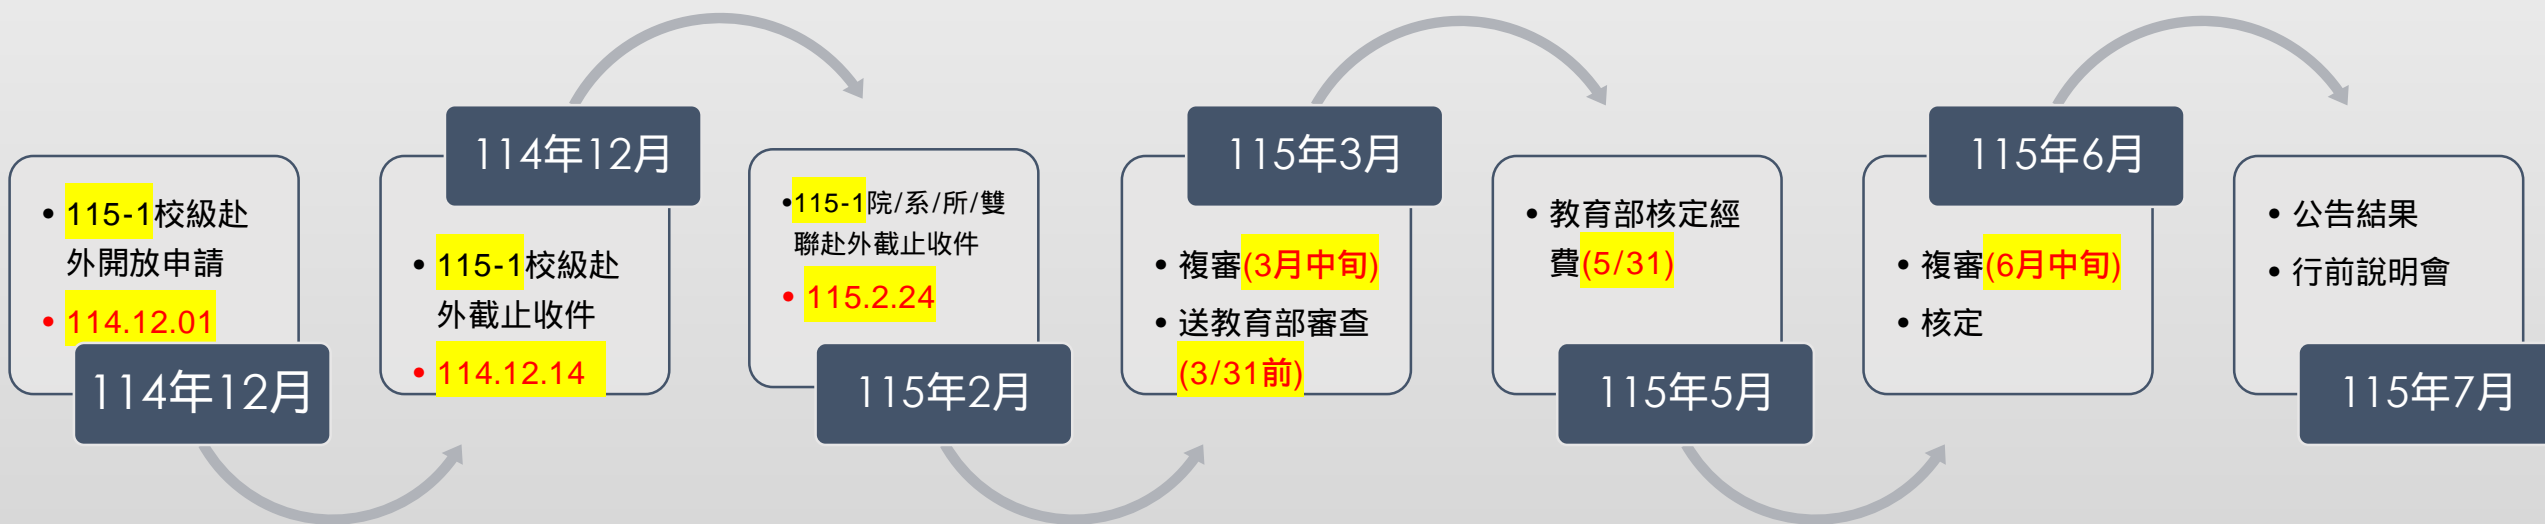 • 115-1校級赴
外開放申請
• 114.12.01
114年12月
114年12月
• 115-1校級赴
外截止收件
• 114.12.14
•115-1院/系/所/雙
聯赴外截止收件
• 115.2.24
115年2月
115年3月
• 複審(3月中旬)
• 送教育部審查
(3/31前)
• 教育部核定經
費(5/31)
115年5月
115年6月
• 複審(6月中旬)
• 核定
• 公告結果
• 行前說明會
115年7月